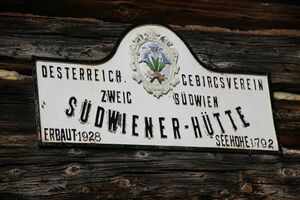 OESTERREICH. GEBIRGSVEREIN
ZWEIG SÜDWIEN
SÜDWIENER-HÜTTE
ERBAUT·1928 SEEHÖHE·1792